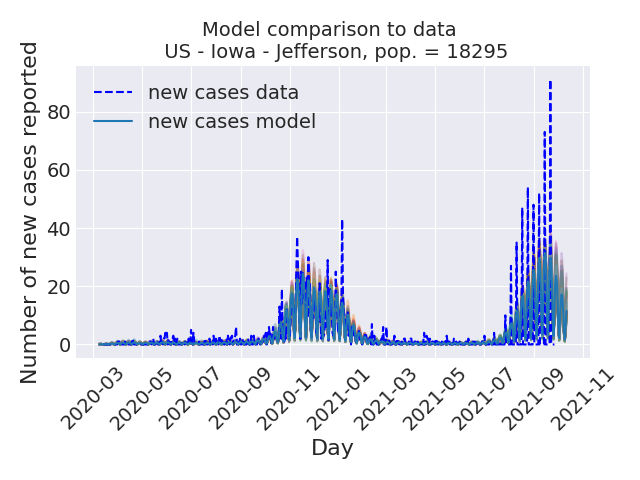 Model comparison to data
US - Iowa - Jefferson, pop. = 18295
Number of new cases reported
80
60
40
20
0
new cases data
new cases model
2020-03
2020-05
2020-07
2020-09
2020-11
2021-01
2021-03
2021-05
2021-07
2021-09
2021-11
Day